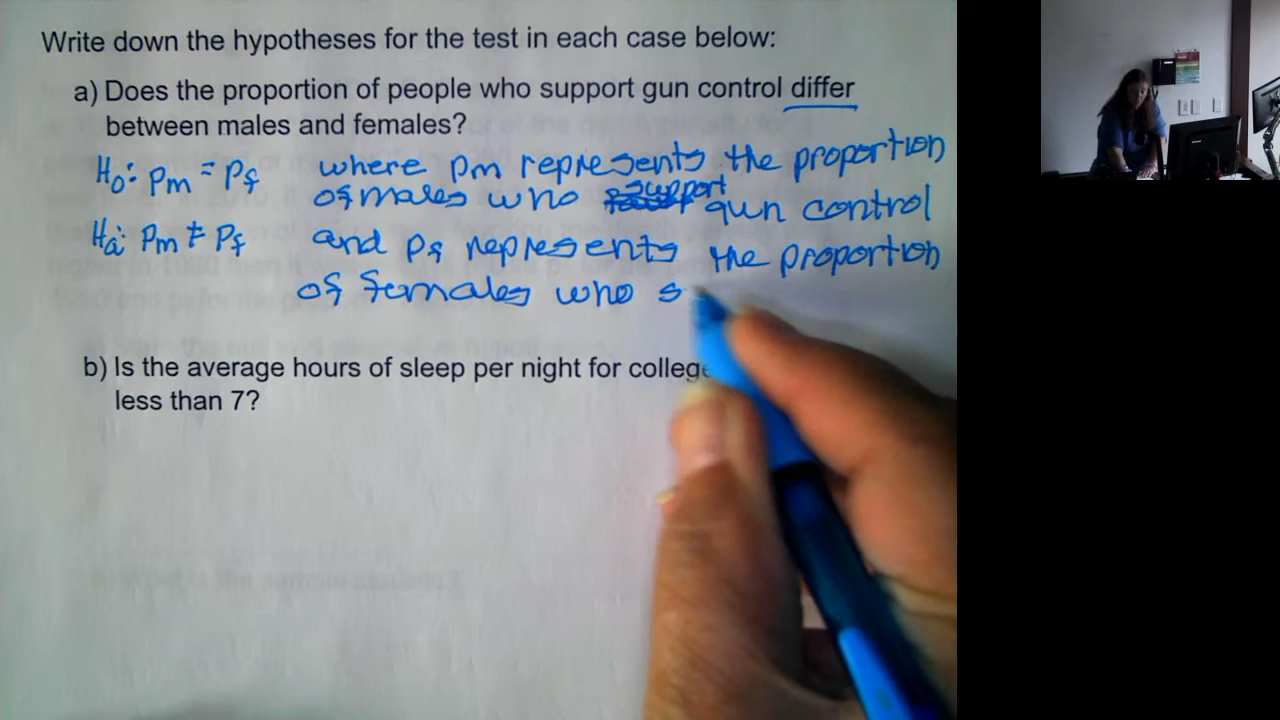 Write down the hypotheses for the test in each case below:
a) Does the proportion of people who support gun control differ
between males and females?
H₀: pm = pf where pm represents the proportion
of males who support gun control
Ha: pm ≠ pf and pf represents the proportion
of females who s
b) Is the average hours of sleep per night for college
less than 7?